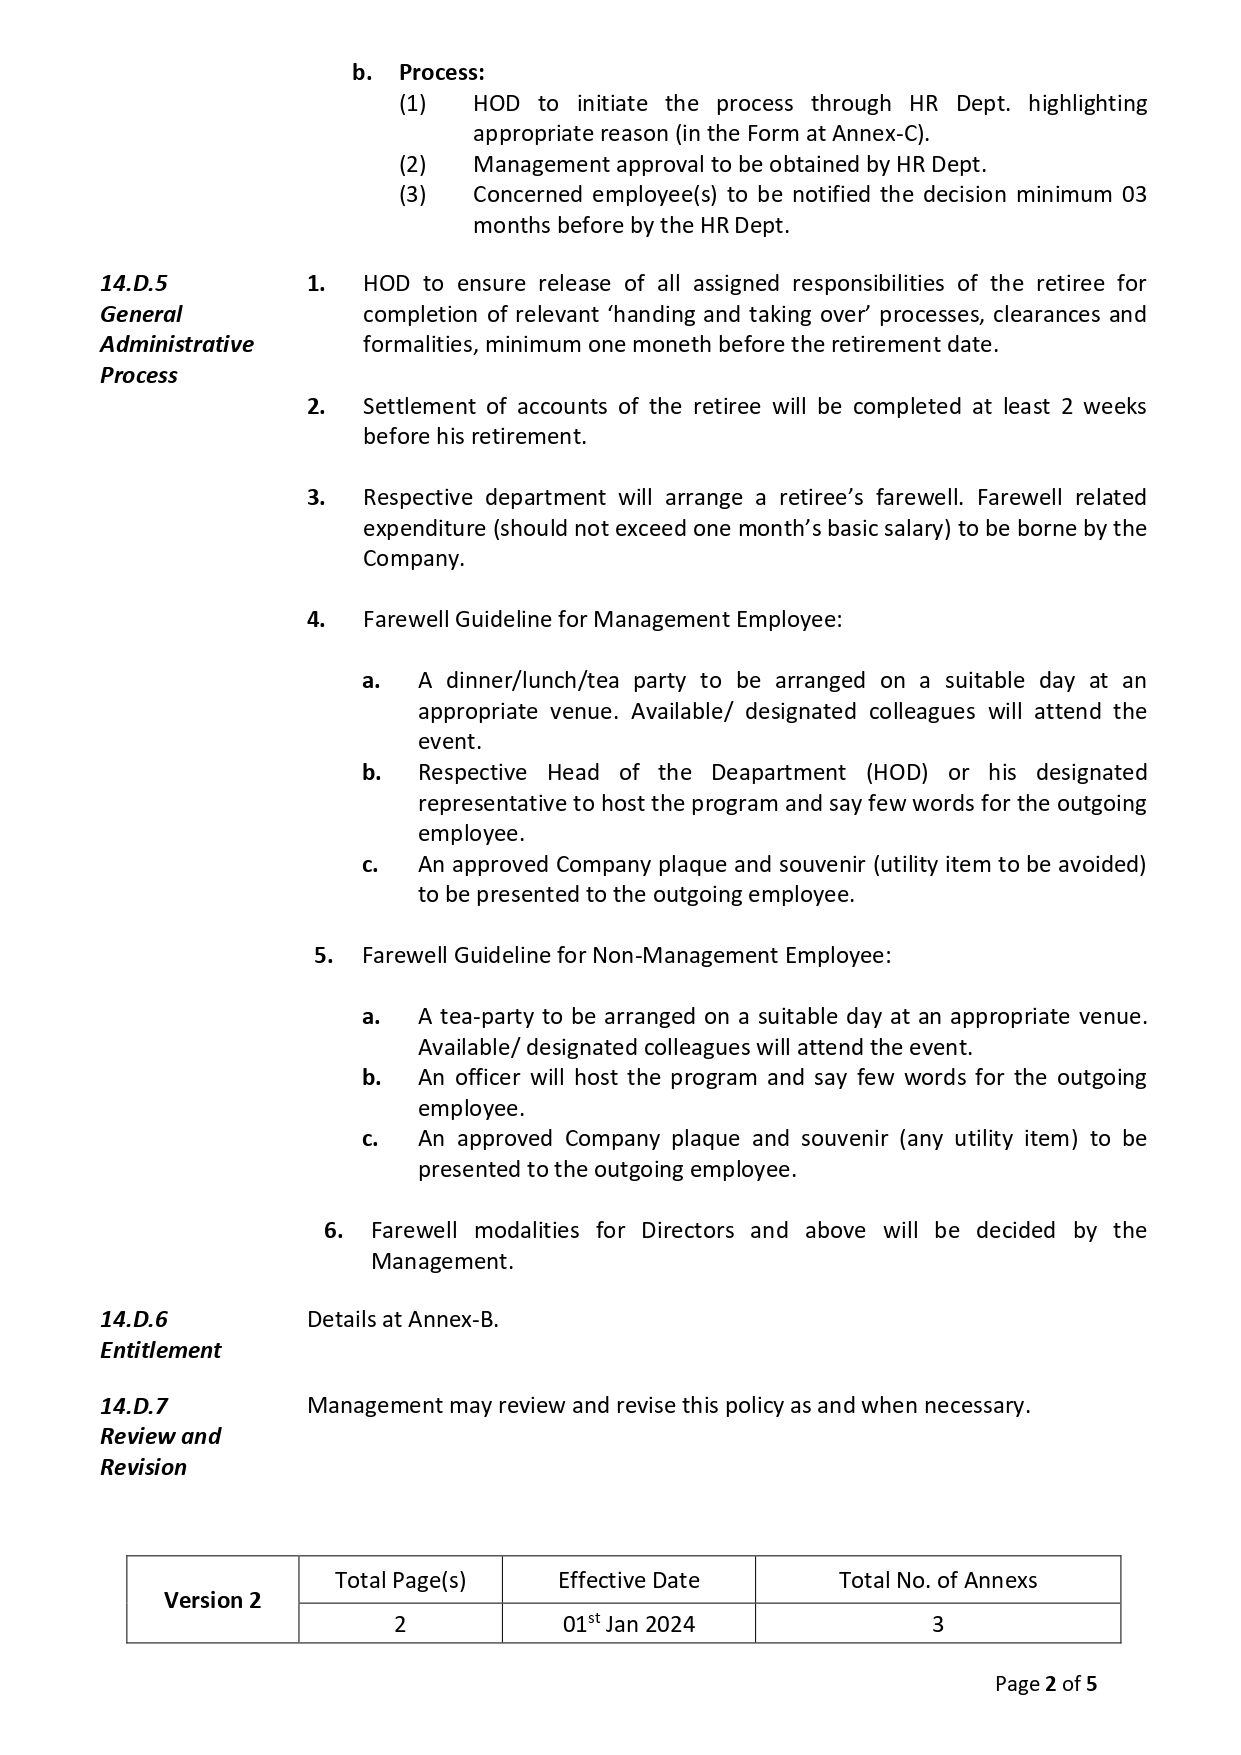 b. Process:
(1) HOD to initiate the process through HR Dept. highlighting
appropriate reason (in the Form at Annex-C).
(2) Management approval to be obtained by HR Dept.
(3) Concerned employee(s) to be notified the decision minimum 03
months before by the HR Dept.
14.D.5 1. HOD to ensure release of all assigned responsibilities of the retiree for
General completion of relevant ‘handing and taking over’ processes, clearances and
Administrative formalities, minimum one moneth before the retirement date.
Process
2. Settlement of accounts of the retiree will be completed at least 2 weeks
before his retirement.
3. Respective department will arrange a retiree’s farewell. Farewell related
expenditure (should not exceed one month’s basic salary) to be borne by the
Company.
4. Farewell Guideline for Management Employee:
a. A dinner/lunch/tea party to be arranged on a suitable day at an
appropriate venue. Available/ designated colleagues will attend the
event.
b. Respective Head of the Deapartment (HOD) or his designated
representative to host the program and say few words for the outgoing
employee.
c. An approved Company plaque and souvenir (utility item to be avoided)
to be presented to the outgoing employee.
5. Farewell Guideline for Non-Management Employee:
a. A tea-party to be arranged on a suitable day at an appropriate venue.
Available/ designated colleagues will attend the event.
b. An officer will host the program and say few words for the outgoing
employee.
c. An approved Company plaque and souvenir (any utility item) to be
presented to the outgoing employee.
6. Farewell modalities for Directors and above will be decided by the
Management.
14.D.6 Details at Annex-B.
Entitlement
14.D.7 Management may review and revise this policy as and when necessary.
Review and
Revision
Version 2 Total Page(s) Effective Date Total No. of Annexs
2 01st Jan 2024 3
Page 2 of 5